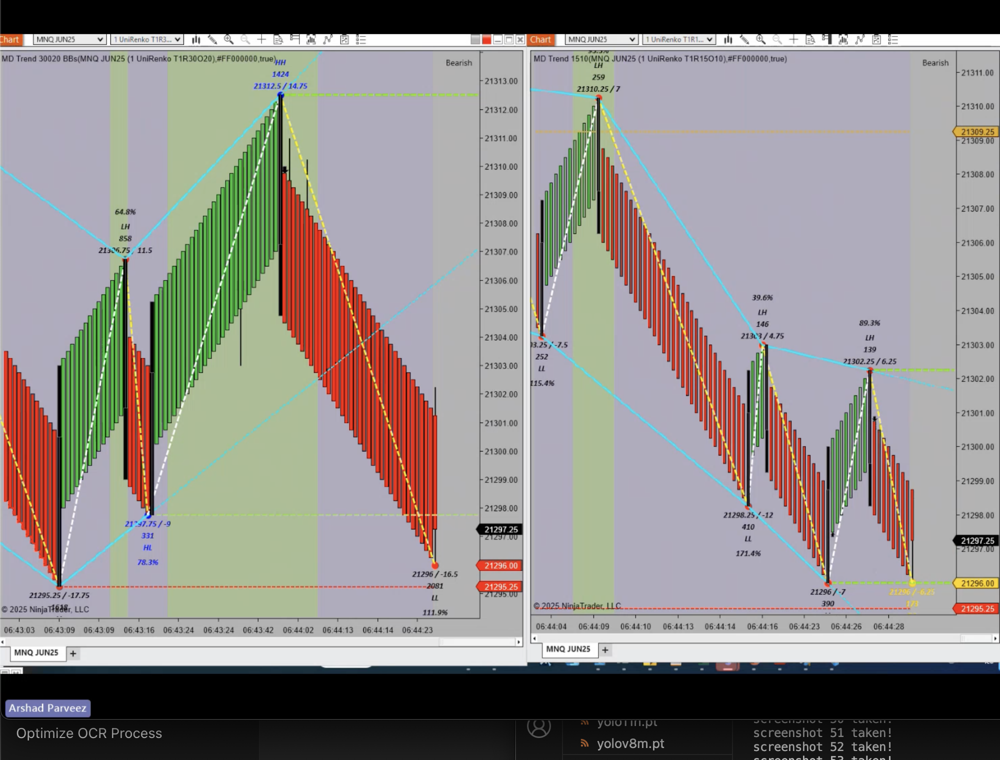 Chart
MNQ JUN25
1 UniRenko T1R3...
MD Trend 30020 BBs(MNQ JUN25 (1 UniRenko T1R30O20),#FF000000,true)
Bearish
HH
1424
21312.5 / 14.75
64.8%
LH
858
21306.75 / 11.5
21297.75 / -9
331
HL
78.3%
21295.25 / -17.75
21296 / -16.5
2081
LL
111.9%
21313.00
21312.00
21311.00
21310.00
21309.00
21308.00
21307.00
21306.00
21305.00
21304.00
21303.00
21302.00
21301.00
21300.00
21299.00
21298.00
21297.25
21297.00
21296.00
21295.25
21295.00
© 2025 NinjaTrader, LLC
06:43:03
06:43:09
06:43:09
06:43:16
06:43:24
06:43:24
06:43:42
06:44:02
06:44:13
06:44:14
06:44:23
MNQ JUN25
+
Chart
MNQ JUN25
1 UniRenko T1R1...
MD Trend 1510(MNQ JUN25 (1 UniRenko T1R15O10),#FF000000,true)
Bearish
LH
259
21310.25 / 7
39.6%
LH
146
21303 / 4.75
89.3%
LH
139
21302.25 / 6.25
03.25 / -7.5
252
LL
115.4%
21298.25 / -12
410
LL
171.4%
21296 / -7
390
21296 / -6.25
173
21311.00
21310.00
21309.25
21309.00
21308.00
21307.00
21306.00
21305.00
21304.00
21303.00
21302.00
21301.00
21300.00
21299.00
21298.00
21297.25
21297.00
21296.00
21295.25
© 2025 NinjaTrader, LLC
06:44:04
06:44:09
06:44:10
06:44:13
06:44:14
06:44:16
06:44:23
06:44:26
06:44:28
MNQ JUN25
+
Arshad Parveez
Optimize OCR Process
yolo11n.pt
yolov8m.pt
screenshot 50 taken!
screenshot 51 taken!
screenshot 52 taken!
screenshot 53 taken!